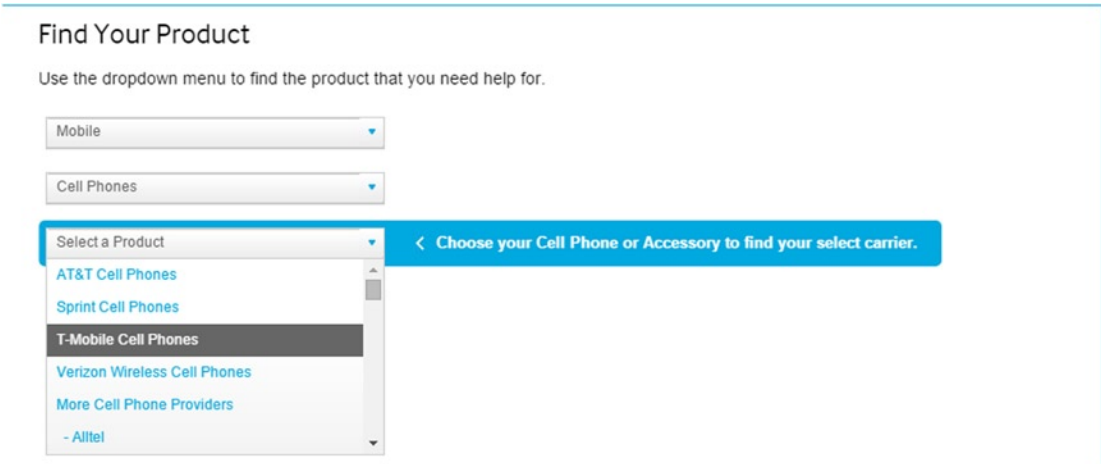 Find Your Product
Use the dropdown menu to find the product that you need help for.
Mobile
Cell Phones
Select a Product
< Choose your Cell Phone or Accessory to find your select carrier.
AT&T Cell Phones
Sprint Cell Phones
T-Mobile Cell Phones
Verizon Wireless Cell Phones
More Cell Phone Providers
- Alltel